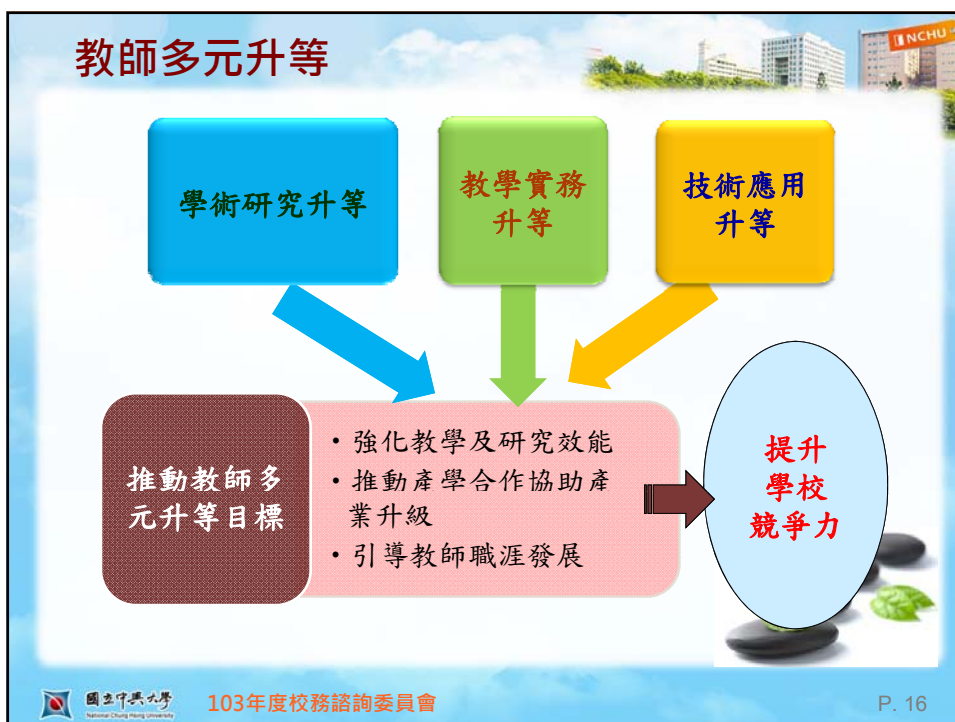 教師多元升等
NCHU
學術研究升等
教學實務
升等
技術應用
升等
推動教師多
元升等目標
・強化教學及研究效能
・推動產學合作協助產
業升級
・引導教師職涯發展
提升
學校
競爭力
國立中興大學
National Chung Hsing University
103年度校務諮詢委員會
P. 16